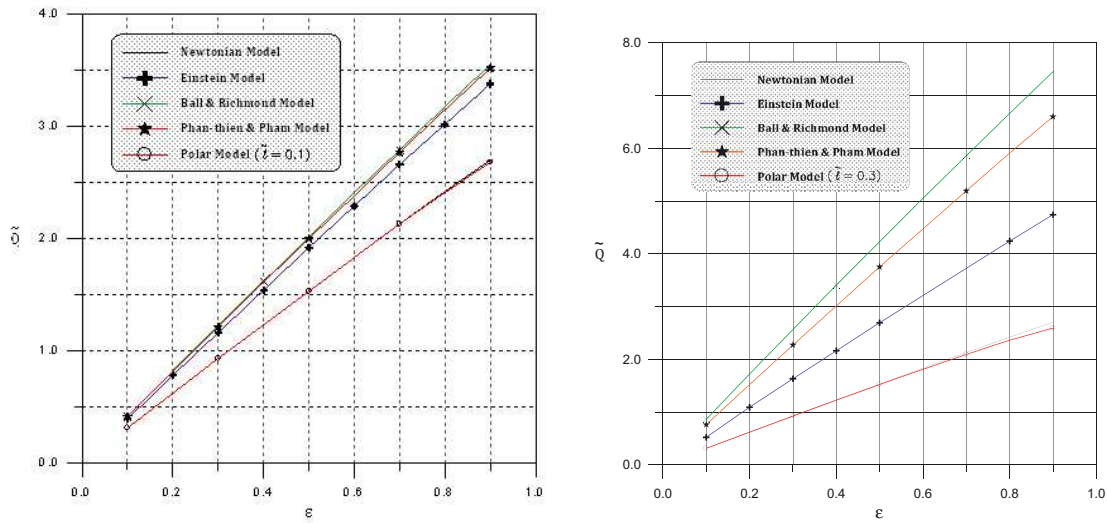 4.0
Newtonian Model
Einstein Model
Ball & Richmond Model
Phan-thien & Pham Model
Polar Model (l̃ = 0.1)
3.0
2.0
Q̃
1.0
0.0
0.0 0.2 0.4 0.6 0.8 1.0
ε
8.0
Newtonian Model
Einstein Model
Ball & Richmond Model
Phan-thien & Pham Model
Polar Model (l̃ = 0.3)
6.0
Q̃
4.0
2.0
0.0
0.0 0.2 0.4 0.6 0.8 1.0
ε